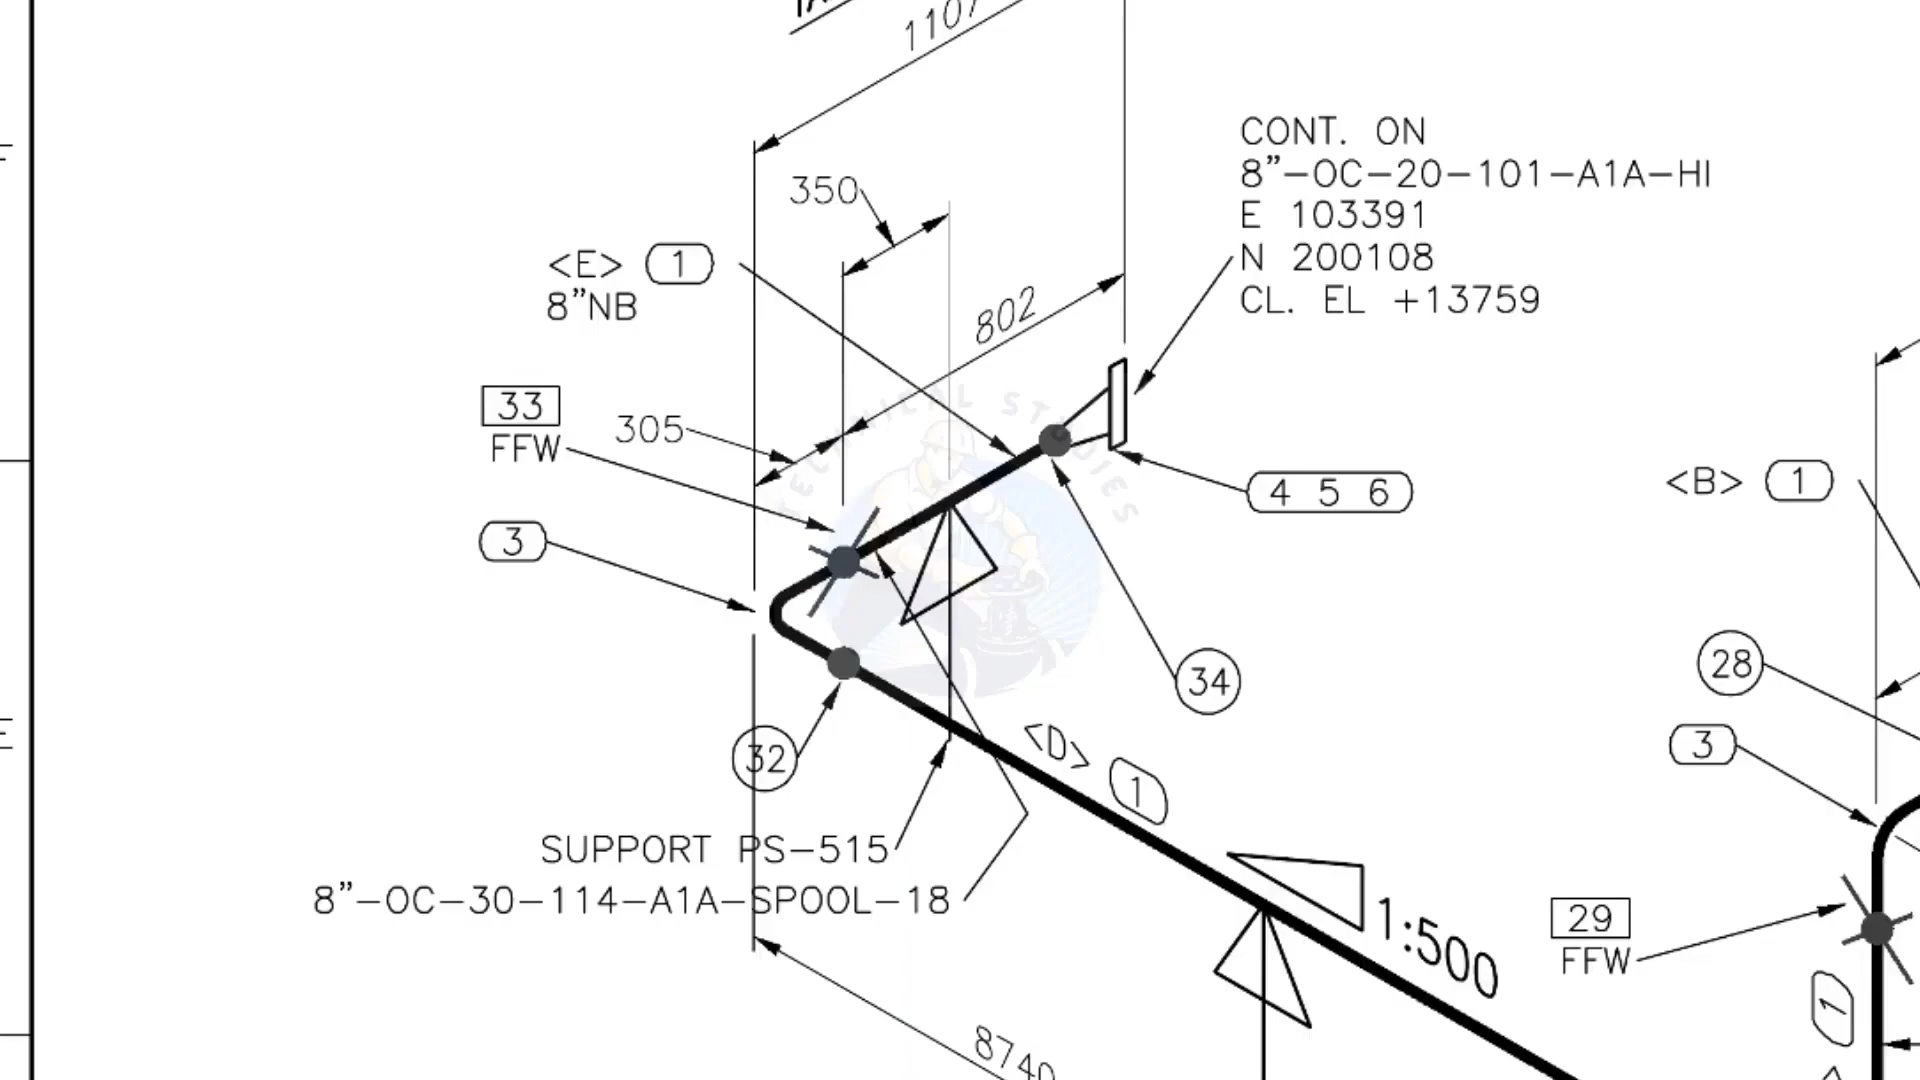 1107
350
<E> 1
8”NB
802
CONT. ON
8”-OC-20-101-A1A-HI
E 103391
N 200108
CL. EL +13759
33
FFW
305
3
TECHNICAL STUDIES
4 5 6
<B> 1
34
28
3
32
<D> 1
SUPPORT PS-515
8”-OC-30-114-A1A-SPOOL-18
1:500
29
FFW
1
8740